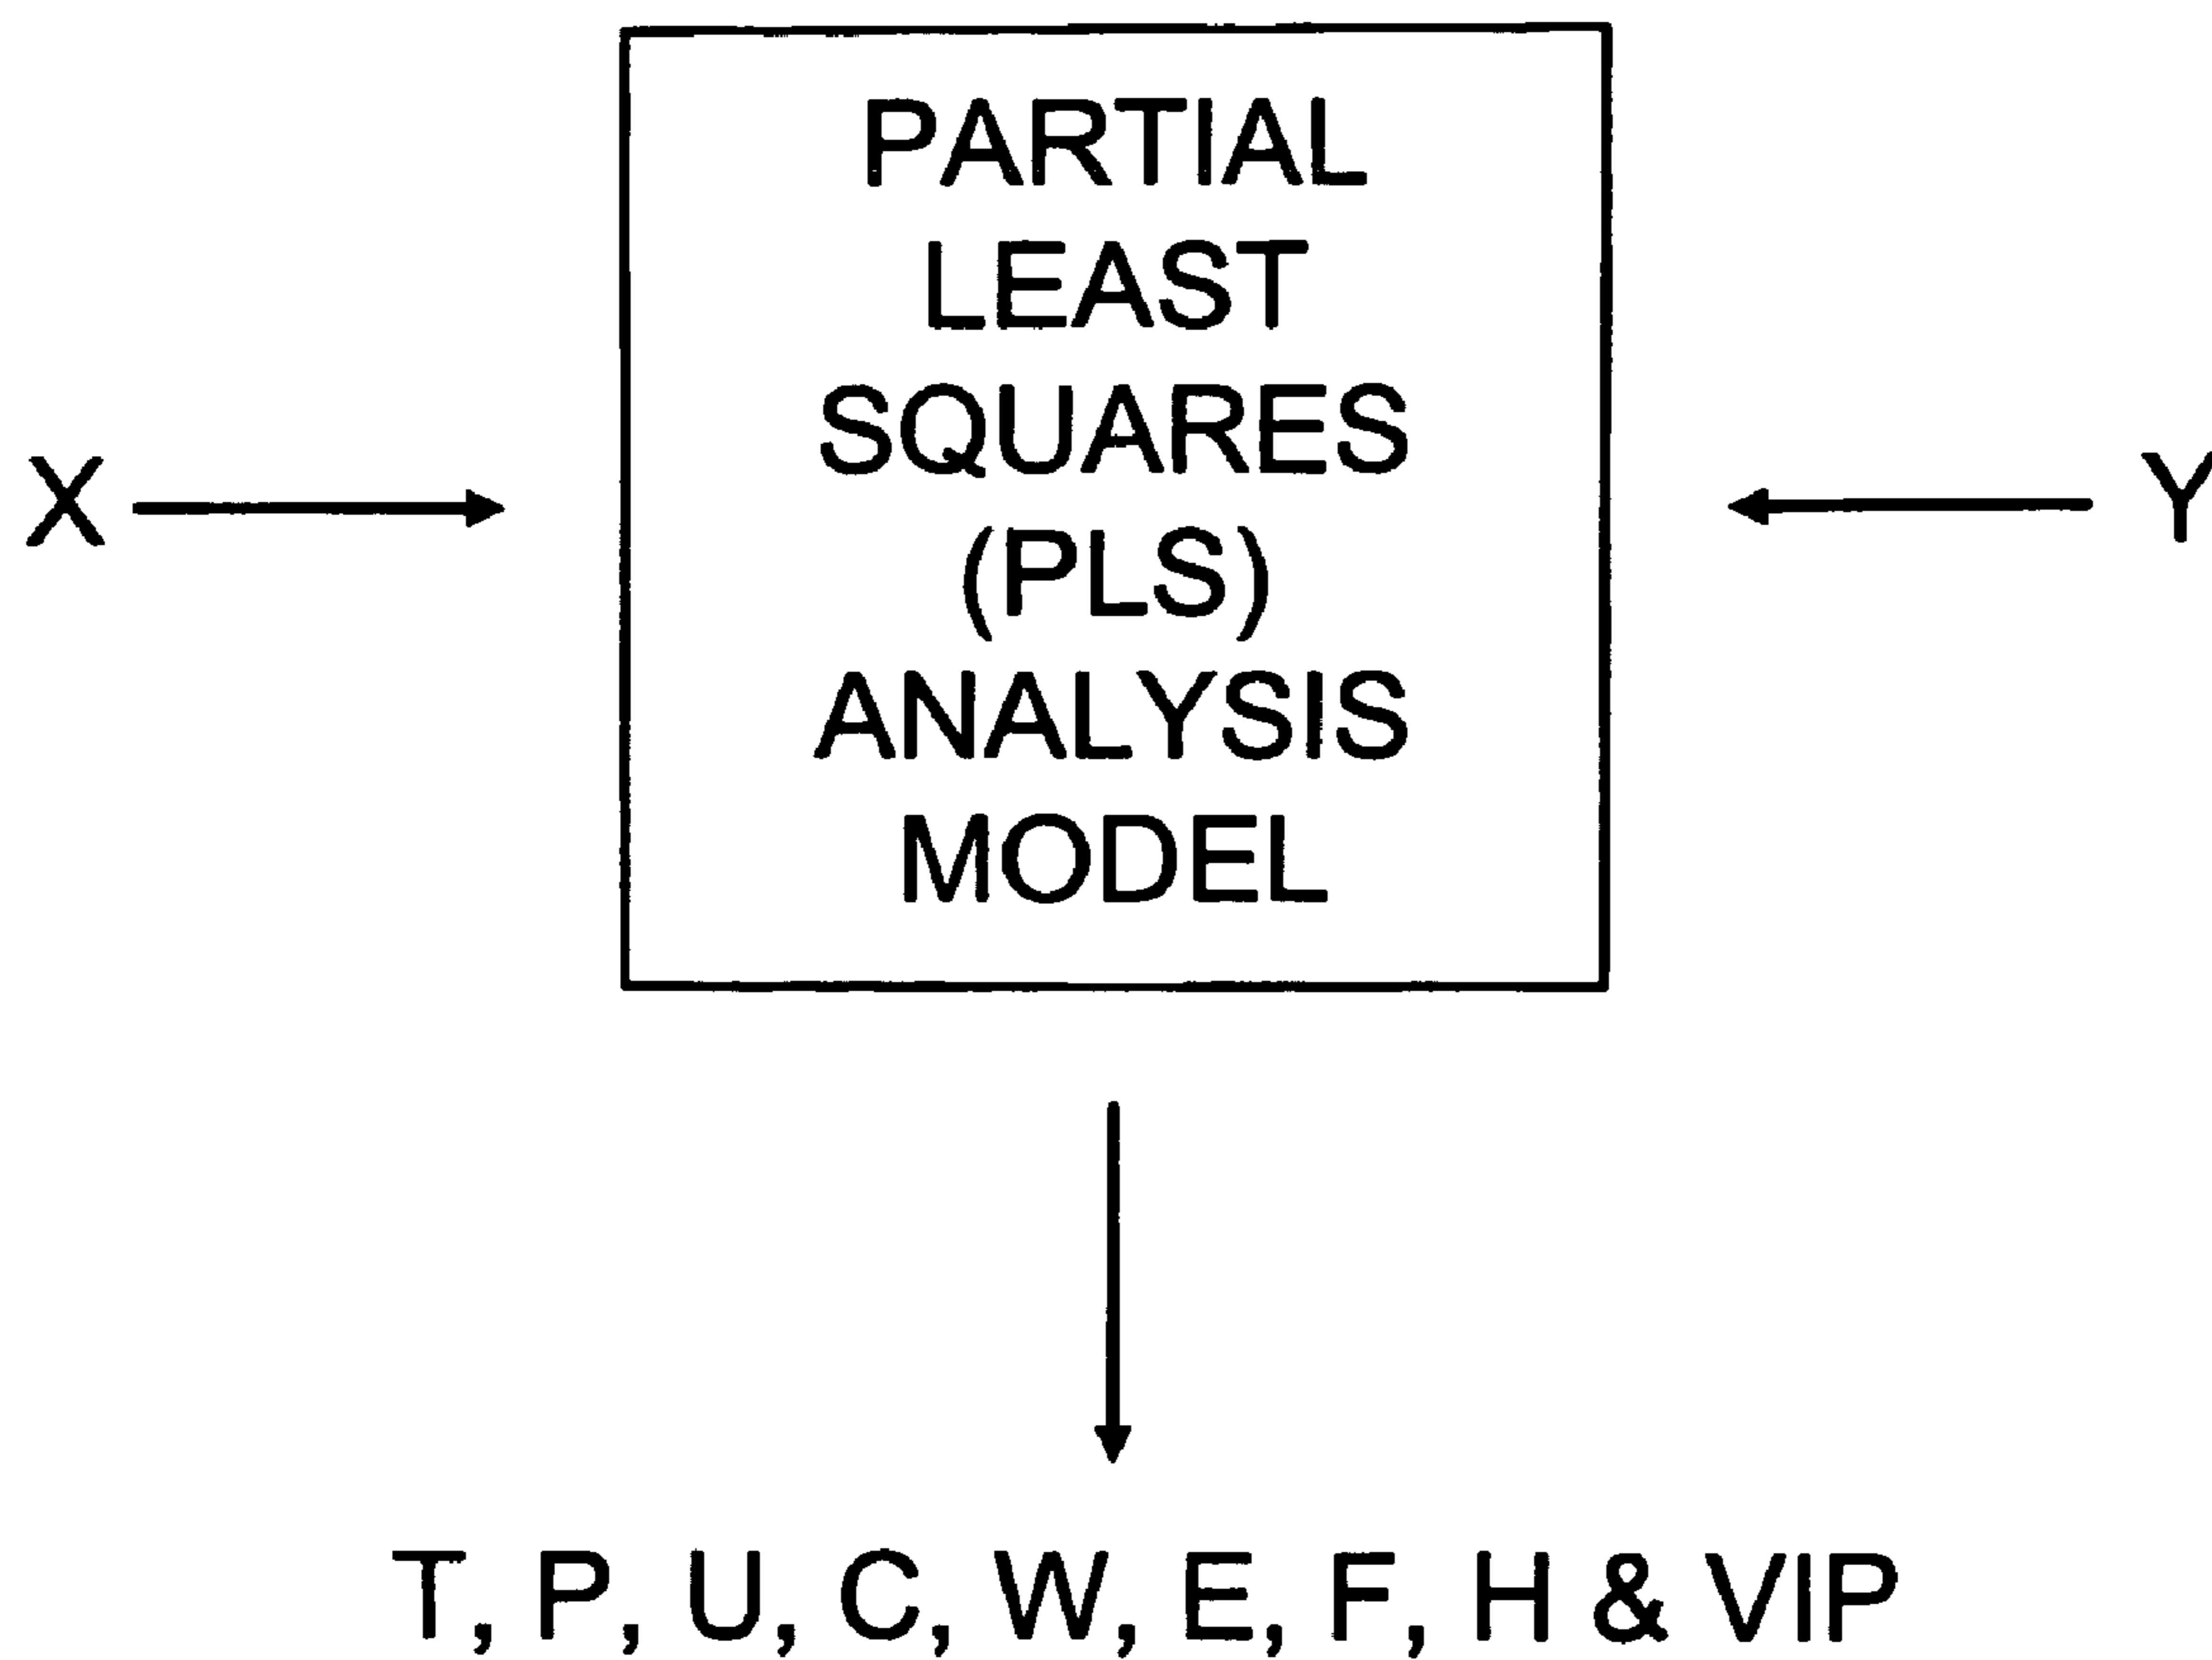 PARTIAL
LEAST
SQUARES
(PLS)
ANALYSIS
MODEL
X
Y
T, P, U, C, W, E, F, H & VIP